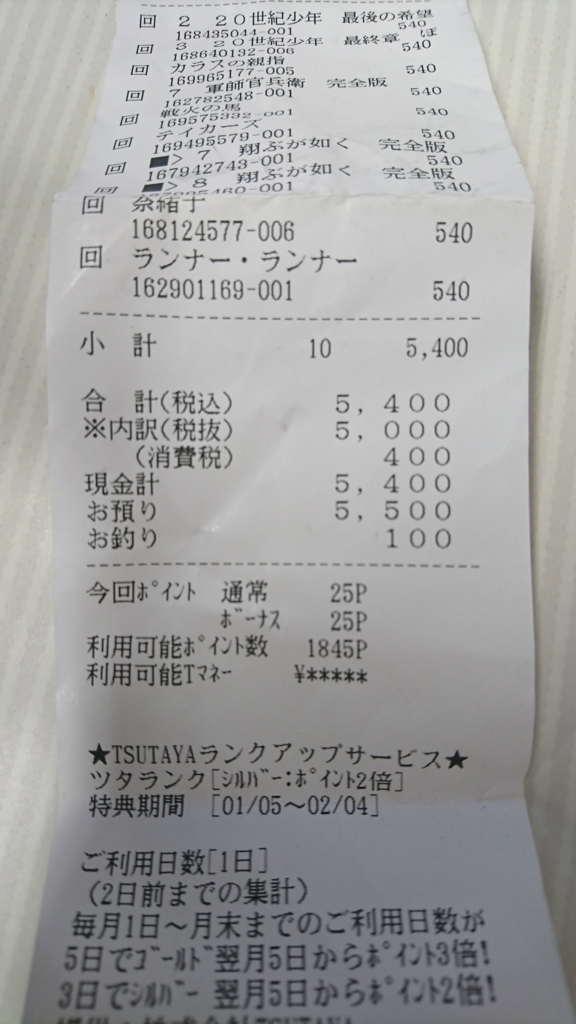 回 2 20世紀少年 最後の希望
168435044-001 540
回 3 20世紀少年 最終章 ぼ
168640132-006 540
回 カラスの親指
169965177-005 540
回 7 軍師官兵衛 完全版
162782548-001 540
回 戦火の馬
169575332-001 540
回 テイカーズ
169495579-001 540
回 ■> 7 翔ぶが如く 完全版
167942743-001 540
回 ■> 8 翔ぶが如く 完全版
540
回 奈緒子
168124577-006 540
回 ランナー・ランナー
162901169-001 540
小 計 10 5,400
合 計(税込) 5,400
※内訳(税抜) 5,000
(消費税) 400
現金計 5,400
お預り 5,500
お釣り 100
今回ﾎﾟｲﾝﾄ 通常 25P
ﾎﾞｰﾅｽ 25P
利用可能ﾎﾟｲﾝﾄ数 1845P
利用可能Tﾏﾈｰ ¥*****
★TSUTAYAランクアップサービス★
ツタランク[ｼﾙﾊﾞｰ:ﾎﾟｲﾝﾄ2倍]
特典期間 [01/05～02/04]
ご利用日数[1日]
(2日前までの集計)
毎月1日～月末までのご利用日数が
5日でｺﾞｰﾙﾄﾞ翌月5日からﾎﾟｲﾝﾄ3倍!
3日でｼﾙﾊﾞｰ 翌月5日からﾎﾟｲﾝﾄ2倍!